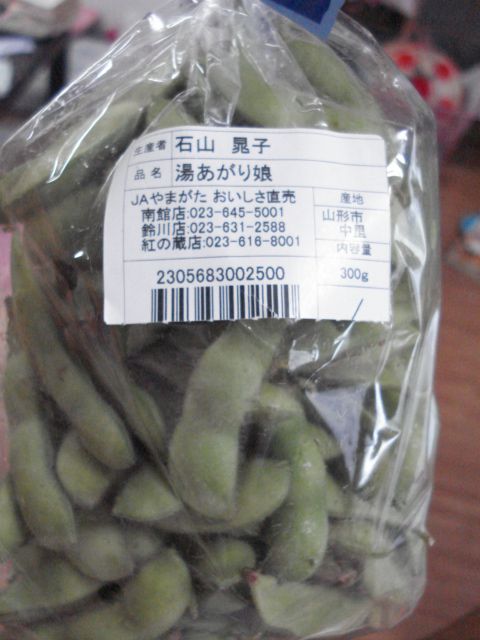 生産者 石山 晃子
品名 湯あがり娘
JAやまがた おいしさ直売
南館店:023-645-5001
鈴川店:023-631-2588
紅の蔵店:023-616-8001
産地
山形市
中里
内容量
300g
2305683002500